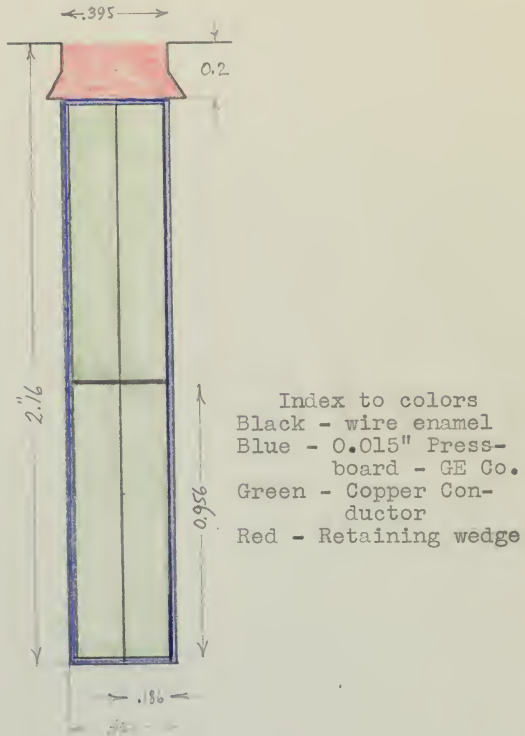 .395
0.2
2.16"
0.956
Index to colors
Black - wire enamel
Blue - 0.015" Press-
board - GE Co.
Green - Copper Con-
ductor
Red - Retaining wedge
.186